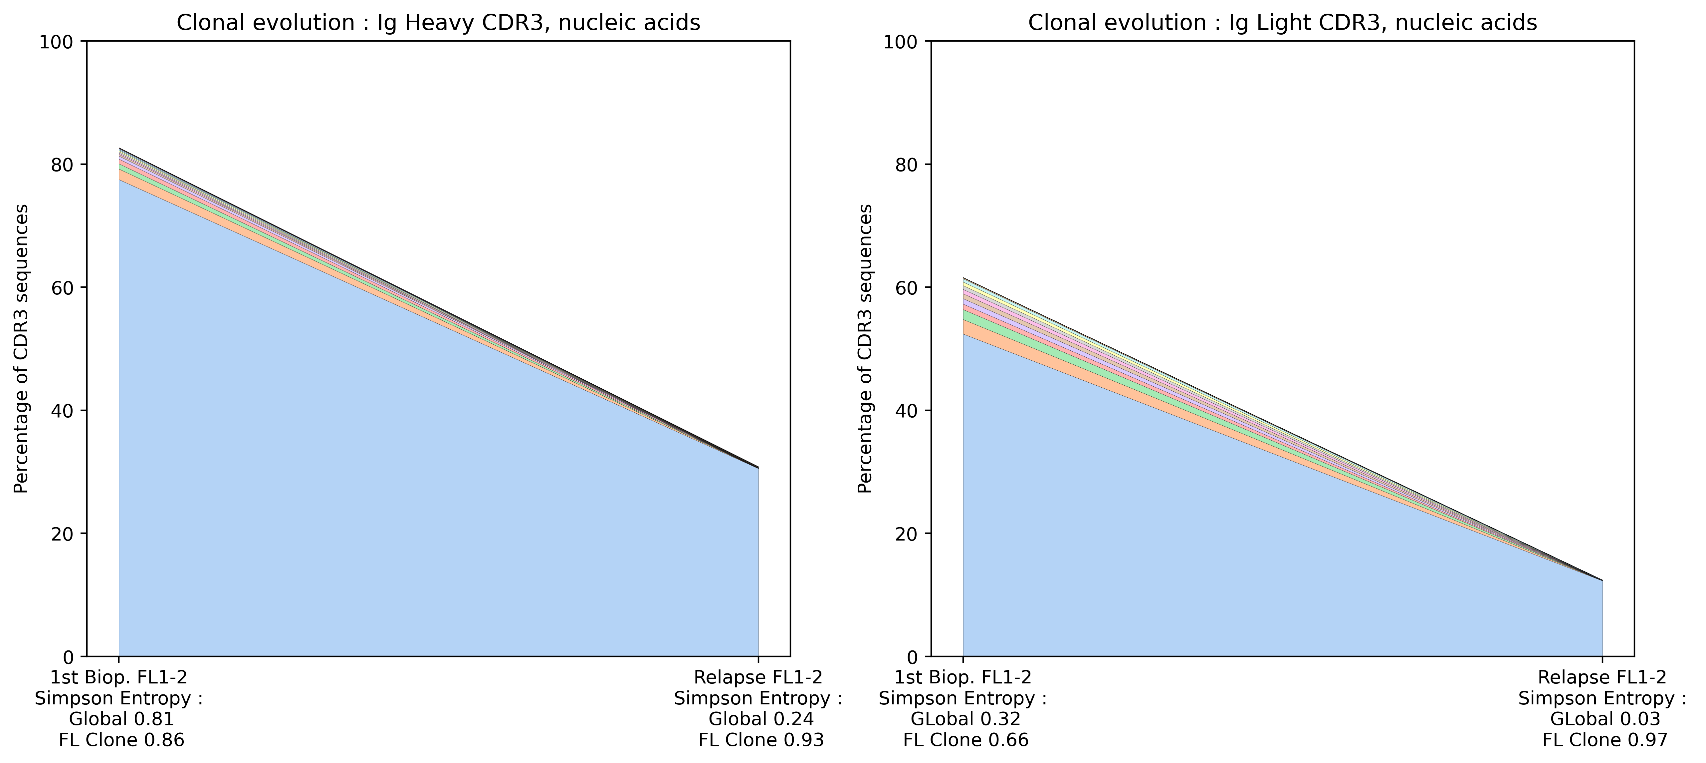 Clonal evolution : Ig Heavy CDR3, nucleic acids
100
80
60
40
20
0
Percentage of CDR3 sequences
1st Biop. FL1-2
Simpson Entropy :
Global 0.81
FL Clone 0.86
Relapse FL1-2
Simpson Entropy :
Global 0.24
FL Clone 0.93
Clonal evolution : Ig Light CDR3, nucleic acids
100
80
60
40
20
0
Percentage of CDR3 sequences
1st Biop. FL1-2
Simpson Entropy :
GLobal 0.32
FL Clone 0.66
Relapse FL1-2
Simpson Entropy :
GLobal 0.03
FL Clone 0.97